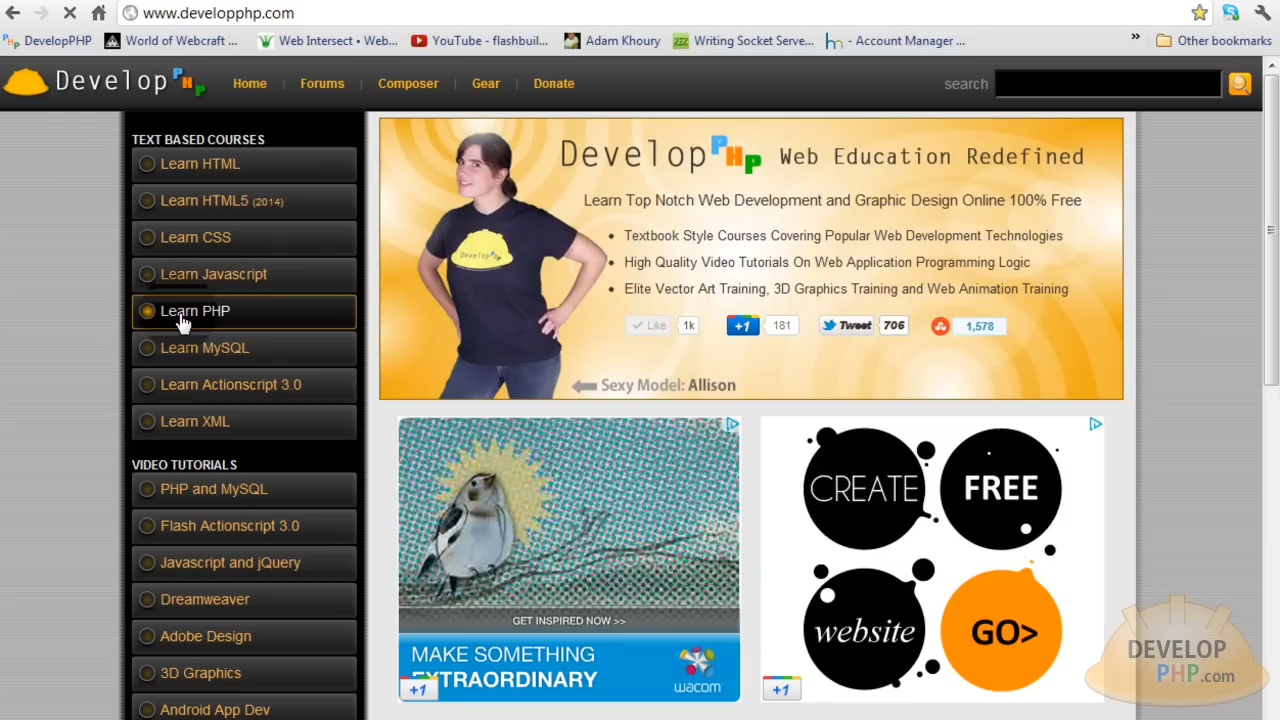 www.developphp.com
DevelopPHP
World of Webcraft ...
Web Intersect • Web...
YouTube - flashbuil...
Adam Khoury
Writing Socket Serve...
- Account Manager ...
»
Other bookmarks
Develop PHP
Home
Forums
Composer
Gear
Donate
search
TEXT BASED COURSES
Learn HTML
Learn HTML5 (2014)
Learn CSS
Learn Javascript
Learn PHP
Learn MySQL
Learn Actionscript 3.0
Learn XML
VIDEO TUTORIALS
PHP and MySQL
Flash Actionscript 3.0
Javascript and jQuery
Dreamweaver
Adobe Design
3D Graphics
Android App Dev
Develop PHP Web Education Redefined
Learn Top Notch Web Development and Graphic Design Online 100% Free
• Textbook Style Courses Covering Popular Web Development Technologies
• High Quality Video Tutorials On Web Application Programming Logic
• Elite Vector Art Training, 3D Graphics Training and Web Animation Training
Like 1k
+1 181
Tweet 706
1,578
Sexy Model: Allison
GET INSPIRED NOW >>
MAKE SOMETHING
EXTRAORDINARY
wacom
+1
CREATE
FREE
website
GO>
+1
DEVELOP
PHP.com